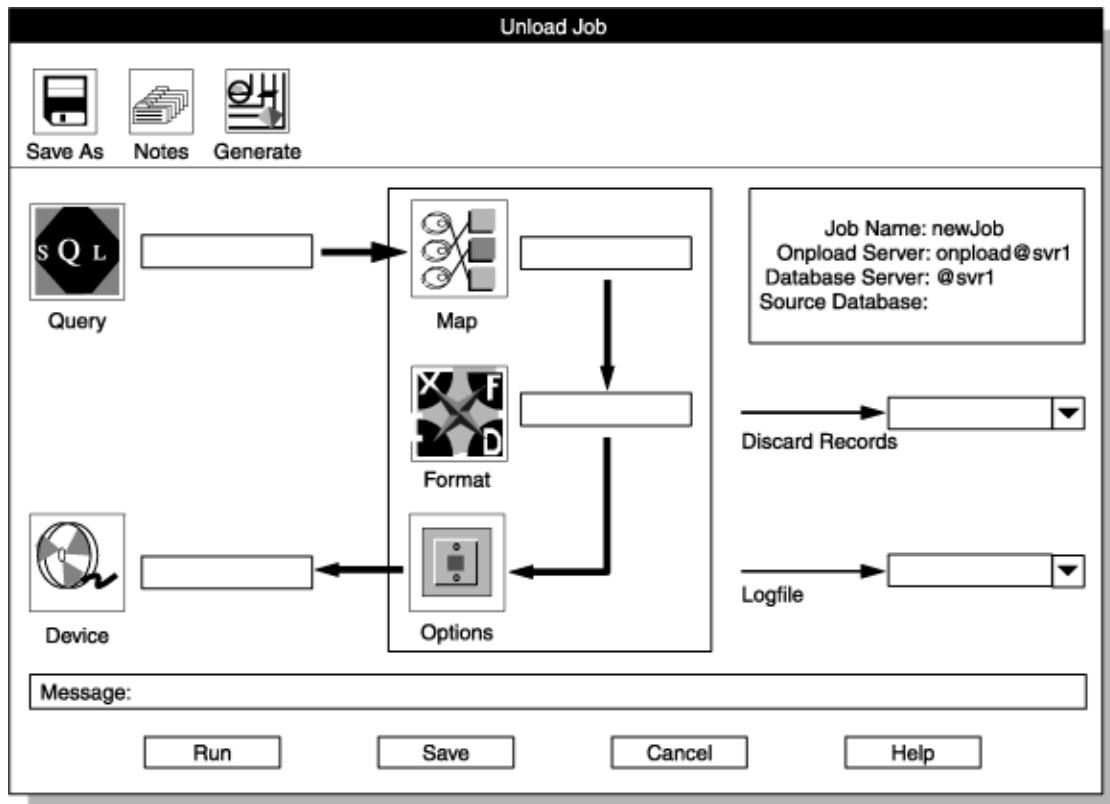 Unload Job
Save As Notes Generate
S Q L
Query
Map
Job Name: newJob
Onpload Server: onpload@svr1
Database Server: @svr1
Source Database:
X F
D
Format
Discard Records
Device
Options
Logfile
Message:
Run Save Cancel Help